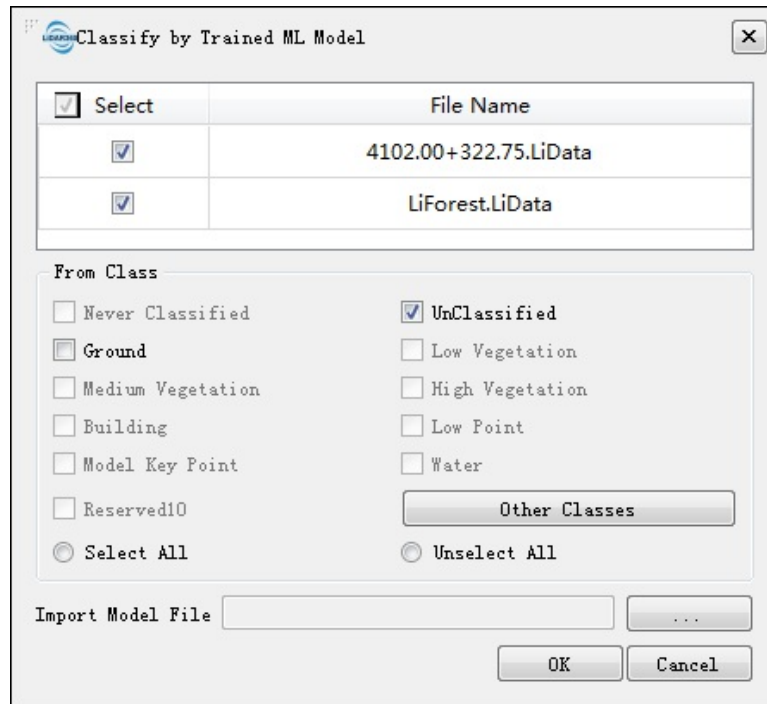 Classify by Trained ML Model
Select File Name
4102.00+322.75.LiData
LiForest.LiData
From Class
Never Classified UnClassified
Ground Low Vegetation
Medium Vegetation High Vegetation
Building Low Point
Model Key Point Water
Reserved10 Other Classes
Select All Unselect All
Import Model File ...
OK Cancel